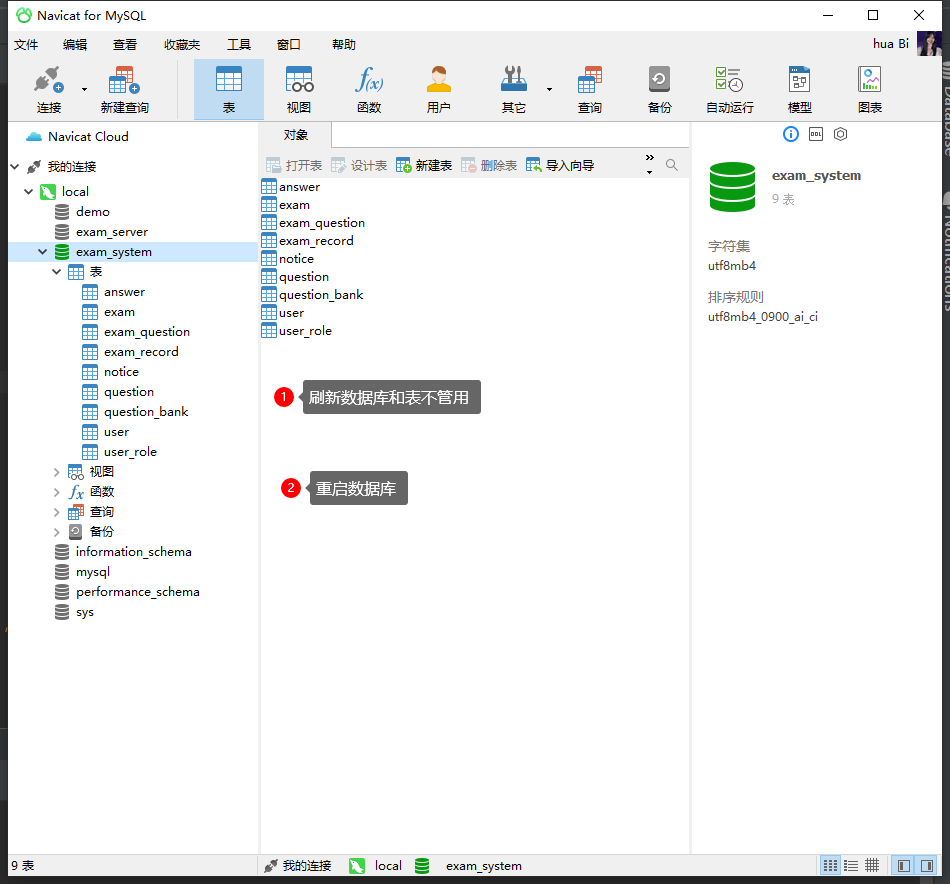 Navicat for MySQL
文件 编辑 查看 收藏夹 工具 窗口 帮助 hua Bi
连接 新建查询 表 视图 函数 用户 其它 查询 备份 自动运行 模型 图表
Navicat Cloud
我的连接
local
demo
exam_server
exam_system
表
answer
exam
exam_question
exam_record
notice
question
question_bank
user
user_role
视图
函数
查询
备份
information_schema
mysql
performance_schema
sys
对象
打开表 设计表 新建表 删除表 导入向导 »
answer
exam
exam_question
exam_record
notice
question
question_bank
user
user_role
1 刷新数据库和表不管用
2 重启数据库
DDL
exam_system
9 表
字符集
utf8mb4
排序规则
utf8mb4_0900_ai_ci
9 表 我的连接 local exam_system
Database
Notifications